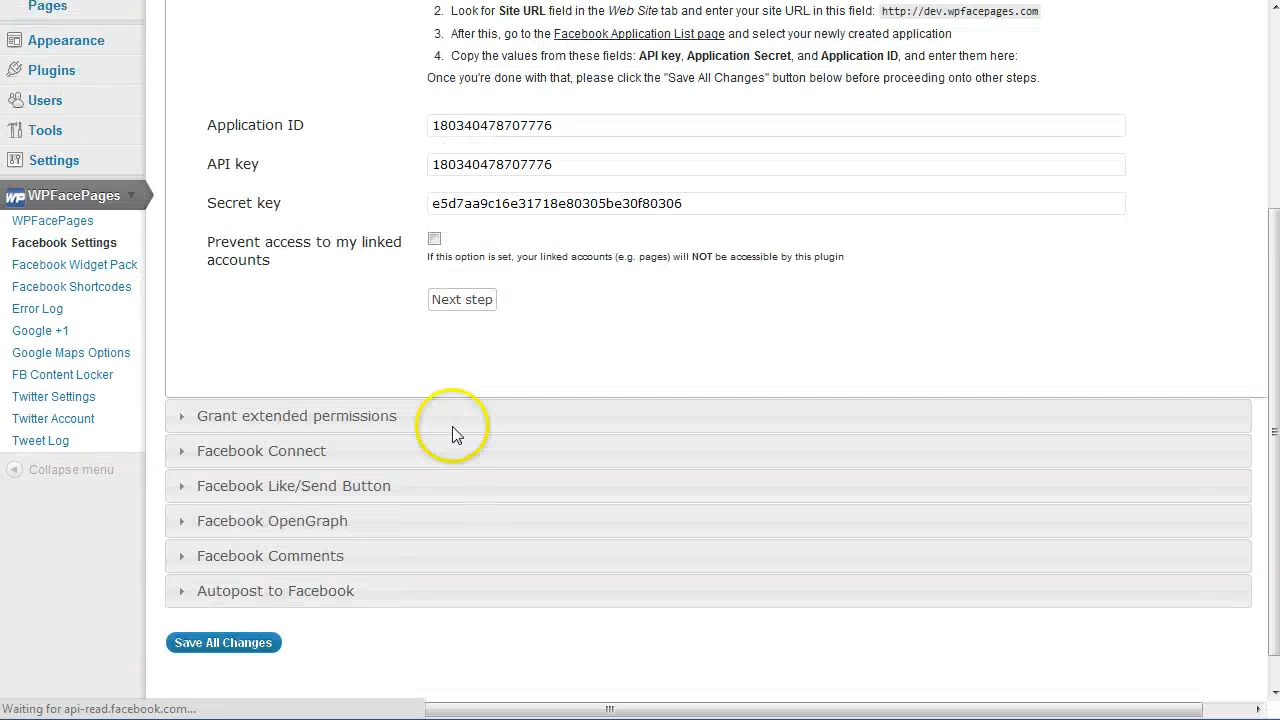 Pages
Appearance
Plugins
Users
Tools
Settings
WPFacePages
WPFacePages
Facebook Settings
Facebook Widget Pack
Facebook Shortcodes
Error Log
Google +1
Google Maps Options
FB Content Locker
Twitter Settings
Twitter Account
Tweet Log
Collapse menu
2. Look for Site URL field in the Web Site tab and enter your site URL in this field: http://dev.wpfacepages.com
3. After this, go to the Facebook Application List page and select your newly created application
4. Copy the values from these fields: API key, Application Secret, and Application ID, and enter them here:
Once you're done with that, please click the "Save All Changes" button below before proceeding onto other steps.
Application ID 180340478707776
API key 180340478707776
Secret key e5d7aa9c16e31718e80305be30f80306
Prevent access to my linked
accounts
If this option is set, your linked accounts (e.g. pages) will NOT be accessible by this plugin
Next step
Grant extended permissions
Facebook Connect
Facebook Like/Send Button
Facebook OpenGraph
Facebook Comments
Autopost to Facebook
Save All Changes
Waiting for api-read.facebook.com...